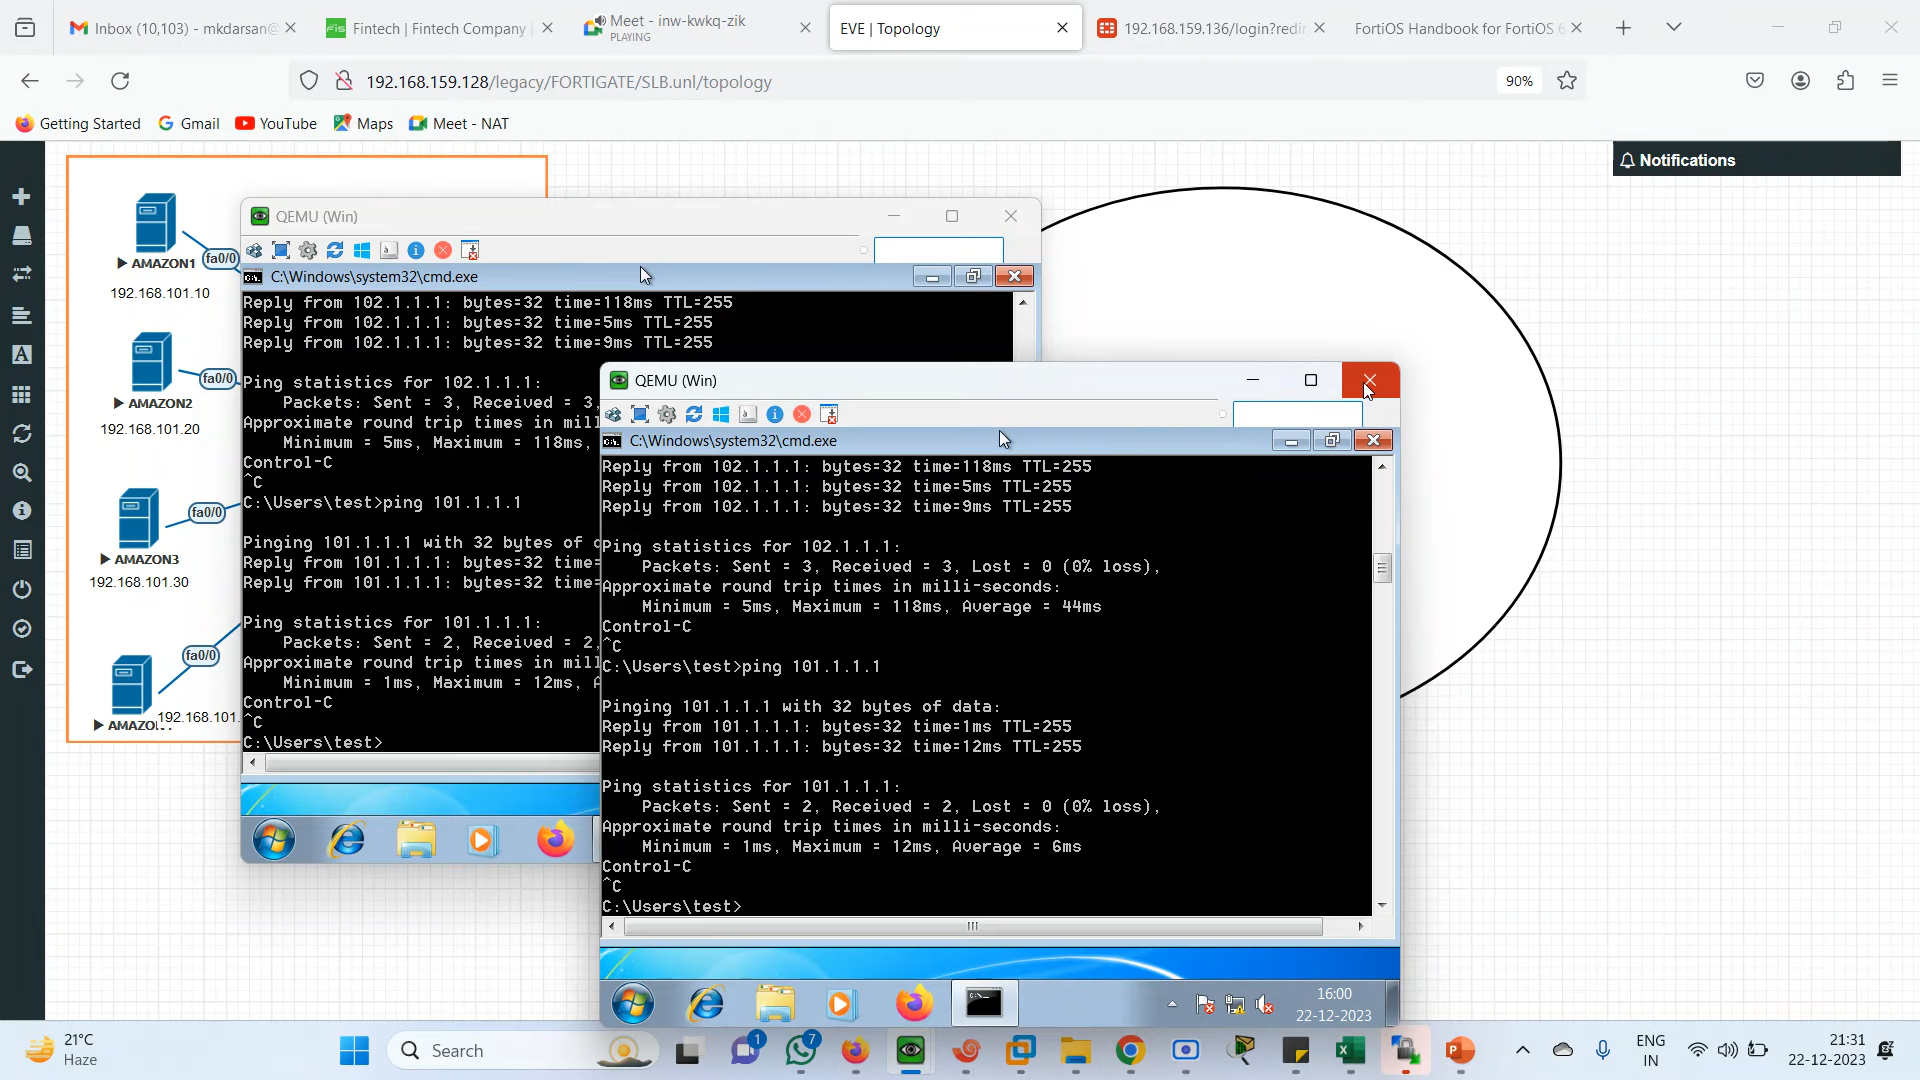 Inbox (10,103) - mkdarsan@
Fintech | Fintech Company |
Meet - inw-kwkq-zik
PLAYING
EVE | Topology
192.168.159.136/login?redir
FortiOS Handbook for FortiOS 6
192.168.159.128/legacy/FORTIGATE/SLB.unl/topology
90%
Getting Started
Gmail
YouTube
Maps
Meet - NAT
Notifications
AMAZON1
fa0/0
192.168.101.10
AMAZON2
fa0/0
192.168.101.20
AMAZON3
fa0/0
192.168.101.30
fa0/0
192.168.101.
QEMU (Win)
C:\Windows\system32\cmd.exe
Reply from 102.1.1.1: bytes=32 time=118ms TTL=255
Reply from 102.1.1.1: bytes=32 time=5ms TTL=255
Reply from 102.1.1.1: bytes=32 time=9ms TTL=255
Ping statistics for 102.1.1.1:
Packets: Sent = 3, Received = 3,
Approximate round trip times in mill
Minimum = 5ms, Maximum = 118ms,
Control-C
^C
C:\Users\test>ping 101.1.1.1
Pinging 101.1.1.1 with 32 bytes of
Reply from 101.1.1.1: bytes=32 time=
Reply from 101.1.1.1: bytes=32 time=
Ping statistics for 101.1.1.1:
Packets: Sent = 2, Received = 2,
Approximate round trip times in mill
Minimum = 1ms, Maximum = 12ms, A
Control-C
^C
C:\Users\test>
QEMU (Win)
C:\Windows\system32\cmd.exe
Reply from 102.1.1.1: bytes=32 time=118ms TTL=255
Reply from 102.1.1.1: bytes=32 time=5ms TTL=255
Reply from 102.1.1.1: bytes=32 time=9ms TTL=255
Ping statistics for 102.1.1.1:
Packets: Sent = 3, Received = 3, Lost = 0 (0% loss),
Approximate round trip times in milli-seconds:
Minimum = 5ms, Maximum = 118ms, Average = 44ms
Control-C
^C
C:\Users\test>ping 101.1.1.1
Pinging 101.1.1.1 with 32 bytes of data:
Reply from 101.1.1.1: bytes=32 time=1ms TTL=255
Reply from 101.1.1.1: bytes=32 time=12ms TTL=255
Ping statistics for 101.1.1.1:
Packets: Sent = 2, Received = 2, Lost = 0 (0% loss),
Approximate round trip times in milli-seconds:
Minimum = 1ms, Maximum = 12ms, Average = 6ms
Control-C
^C
C:\Users\test>
16:00
22-12-2023
21°C
Haze
Search
1
7
ENG
IN
21:31
22-12-2023